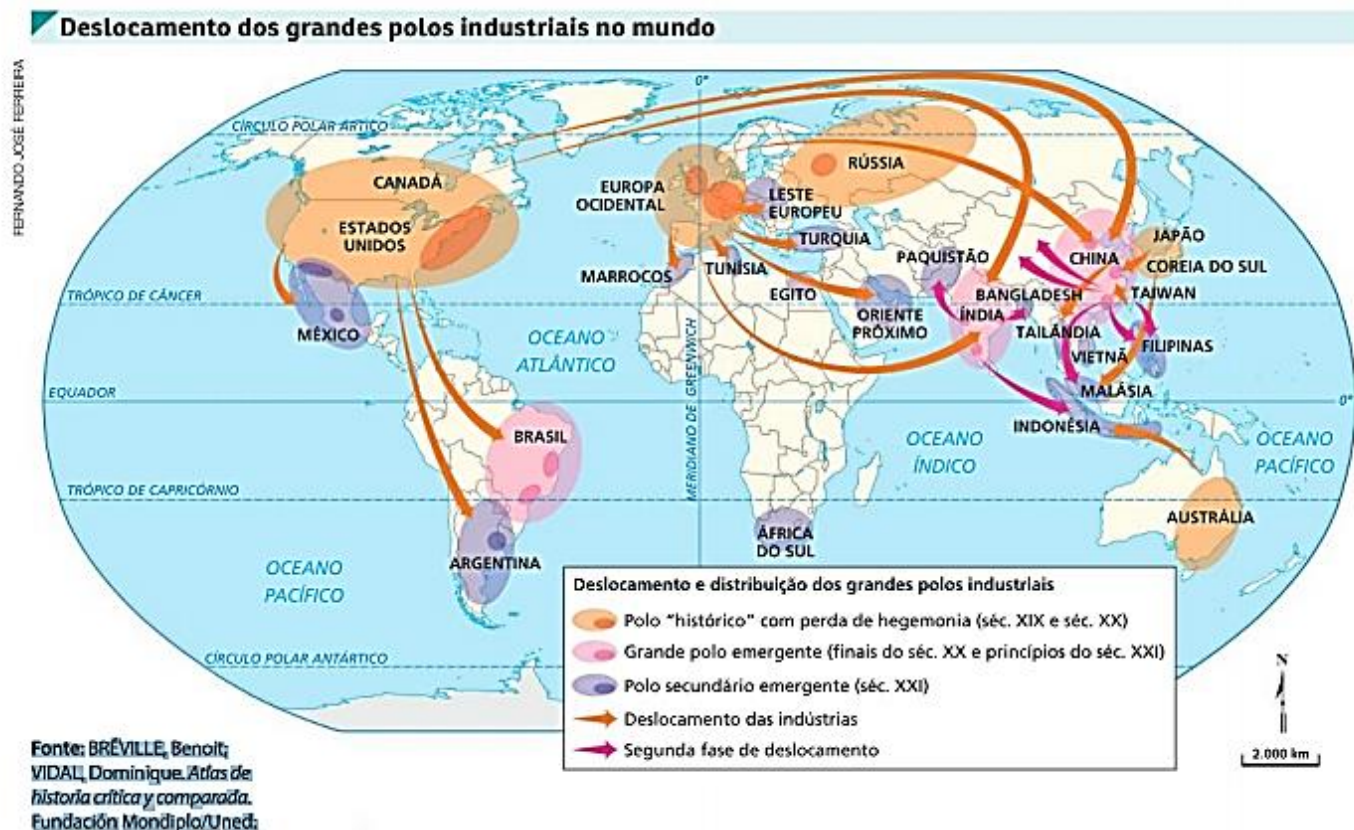 Deslocamento dos grandes polos industriais no mundo
FERNANDO JOSÉ FERREIRA
0°
CÍRCULO POLAR ÁRTICO
CANADÁ
ESTADOS
UNIDOS
EUROPA
OCIDENTAL
RÚSSIA
LESTE
EUROPEU
TURQUIA
MARROCOS
TUNÍSIA
EGITO
ORIENTE
PRÓXIMO
PAQUISTÃO
CHINA
JAPÃO
COREIA DO SUL
TAIWAN
BANGLADESH
ÍNDIA
TAILÂNDIA
VIETNÃ
FILIPINAS
MALÁSIA
INDONÉSIA
TRÓPICO DE CÂNCER
MÉXICO
OCEANO
ATLÂNTICO
MERIDIANO DE GREENWICH
EQUADOR
0°
BRASIL
OCEANO
ÍNDICO
OCEANO
PACÍFICO
TRÓPICO DE CAPRICÓRNIO
AUSTRÁLIA
ÁFRICA
DO SUL
ARGENTINA
OCEANO
PACÍFICO
CÍRCULO POLAR ANTÁRTICO
Deslocamento e distribuição dos grandes polos industriais
Polo “histórico” com perda de hegemonia (séc. XIX e séc. XX)
Grande polo emergente (finais do séc. XX e princípios do séc. XXI)
Polo secundário emergente (séc. XXI)
Deslocamento das indústrias
Segunda fase de deslocamento
N
2.000 km
Fonte: BRÉVILLE, Benoit;
VIDAL, Dominique. Atlas de
historia crítica y comparada.
Fundación Mondiplo/Uned;